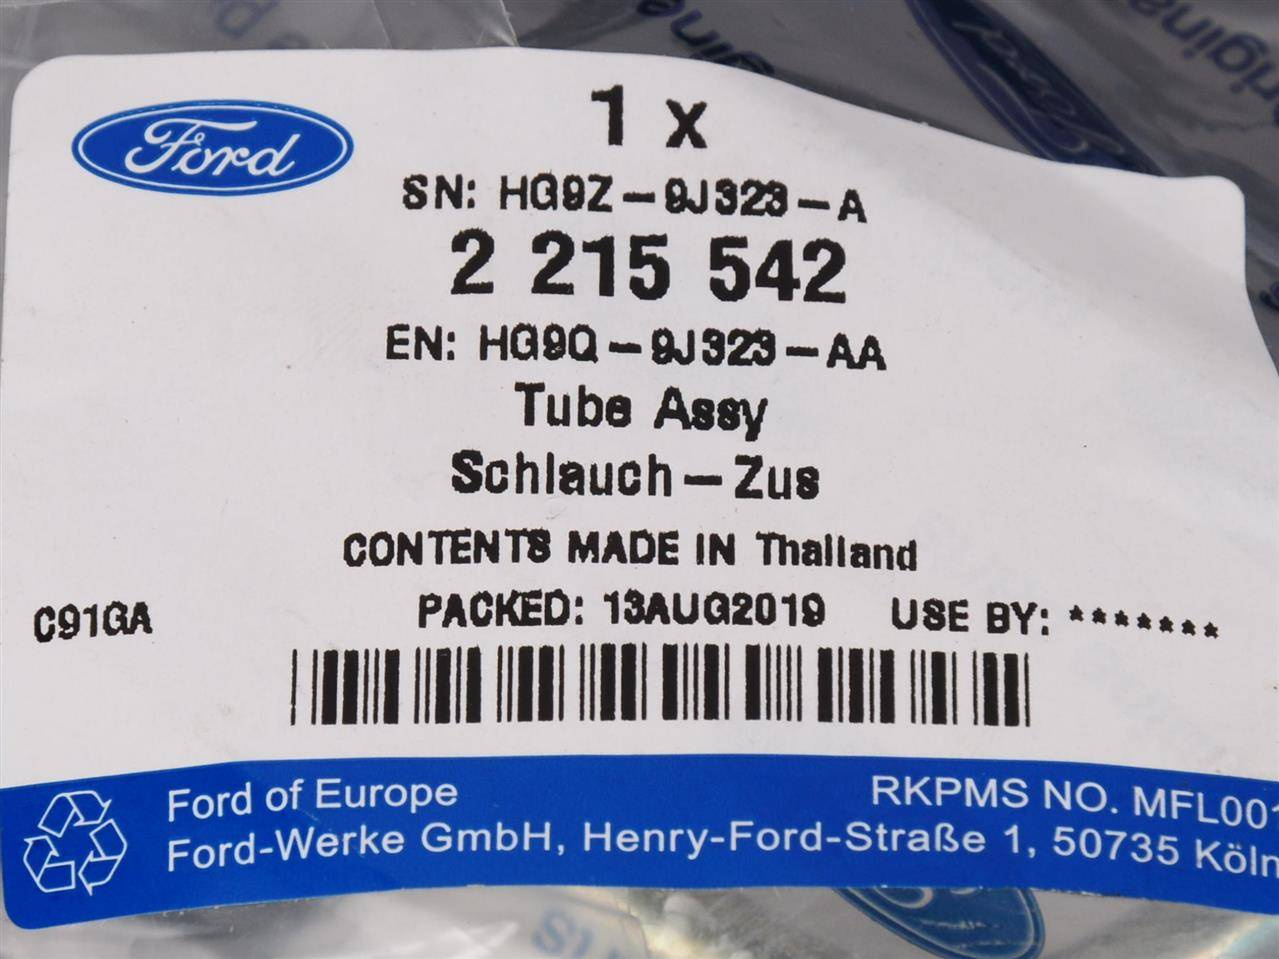 Ford
1 x
SN: HG9Z-9J323-A
2 215 542
EN: HG9Q-9J323-AA
Tube Assy
Schlauch-Zus
CONTENTS MADE IN Thailand
C91GA PACKED: 13AUG2019 USE BY: *******
Ford of Europe RKPMS NO. MFL001
Ford-Werke GmbH, Henry-Ford-Straße 1, 50735 Köln